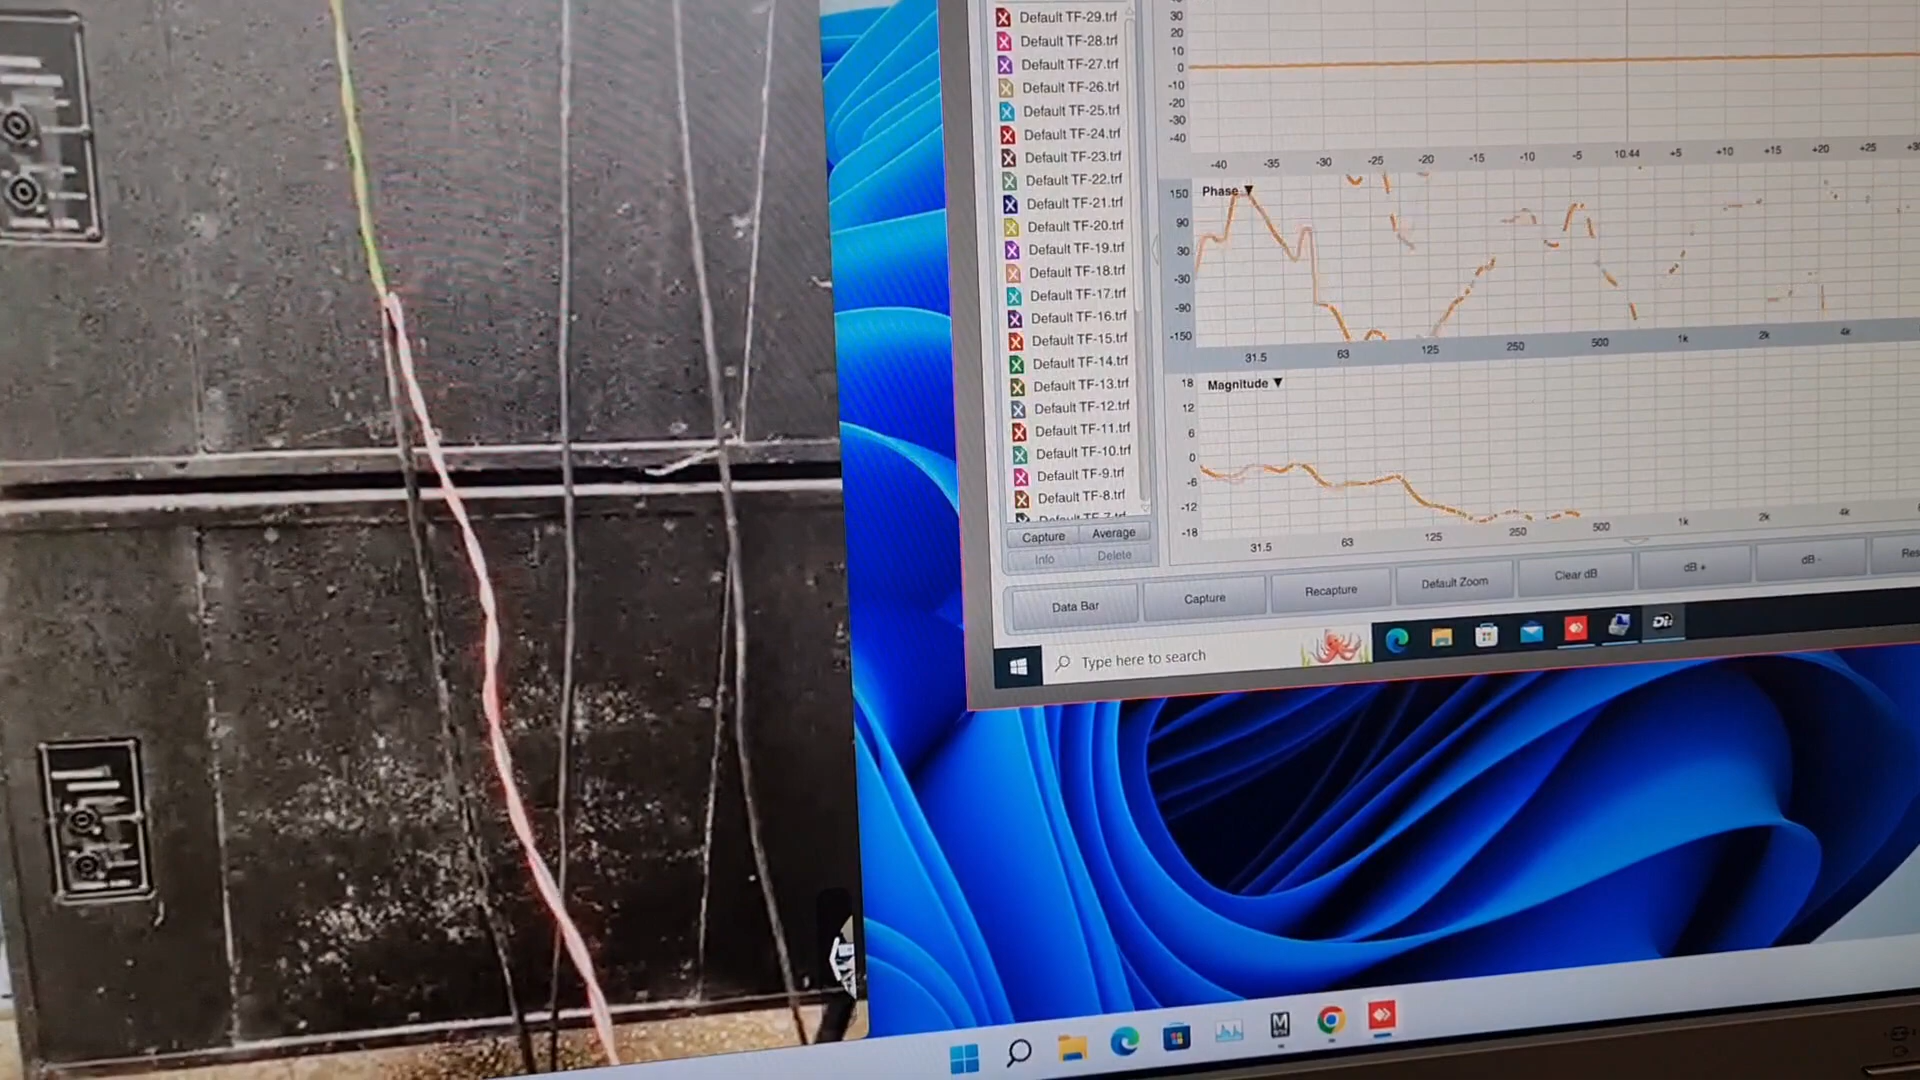 Default TF-29.trf
Default TF-28.trf
Default TF-27.trf
Default TF-26.trf
Default TF-25.trf
Default TF-24.trf
Default TF-23.trf
Default TF-22.trf
Default TF-21.trf
Default TF-20.trf
Default TF-19.trf
Default TF-18.trf
Default TF-17.trf
Default TF-16.trf
Default TF-15.trf
Default TF-14.trf
Default TF-13.trf
Default TF-12.trf
Default TF-11.trf
Default TF-10.trf
Default TF-9.trf
Default TF-8.trf
Capture Average
Info Delete
30
20
10
0
-10
-20
-30
-40
-40 -35 -30 -25 -20 -15 -10 -5 10.44 +5 +10 +15 +20 +25
Phase ▼
150
90
30
-30
-90
-150
31.5 63 125 250 500 1k 2k 4k
Magnitude ▼
18
12
6
0
-6
-12
-18
31.5 63 125 250 500 1k 2k 4k
Data Bar Capture Recapture Default Zoom Clear dB dB + dB -
Type here to search